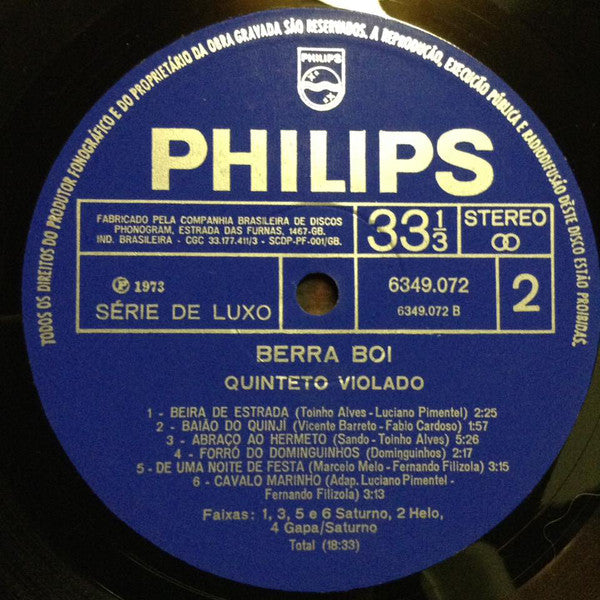 TODOS OS DIREITOS DO PRODUTOR FONOGRÁFICO E DO PROPRIETÁRIO DA OBRA GRAVADA SÃO RESERVADOS. A REPRODUÇÃO, EXECUÇÃO PÚBLICA E RADIODIFUSÃO DÊSTE DISCO ESTÃO PROIBIDAS.
PHILIPS
PHILIPS
FABRICADO PELA COMPANHIA BRASILEIRA DE DISCOS
PHONOGRAM, ESTRADA DAS FURNAS, 1467-GB.
IND. BRASILEIRA - CGC 33.177.411/3 - SCDP-PF-001/GB.
33 1/3
STEREO
℗ 1973
SÉRIE DE LUXO
6349.072
6349.072 B
2
BERRA BOI
QUINTETO VIOLADO
1 - BEIRA DE ESTRADA (Toinho Alves - Luciano Pimentel) 2:25
2 - BAIÃO DO QUINJÍ (Vicente Barreto - Fabio Cardoso) 1:57
3 - ABRAÇO AO HERMETO (Sando - Toinho Alves) 5:26
4 - FORRÓ DO DOMINGUINHOS (Dominguinhos) 2:17
5 - DE UMA NOITE DE FESTA (Marcelo Melo - Fernando Filizola) 3:15
6 - CAVALO MARINHO (Adap. Luciano Pimentel -
Fernando Filizola) 3:13
Faixas: 1, 3, 5 e 6 Saturno, 2 Helo,
4 Gapa/Saturno
Total (18:33)